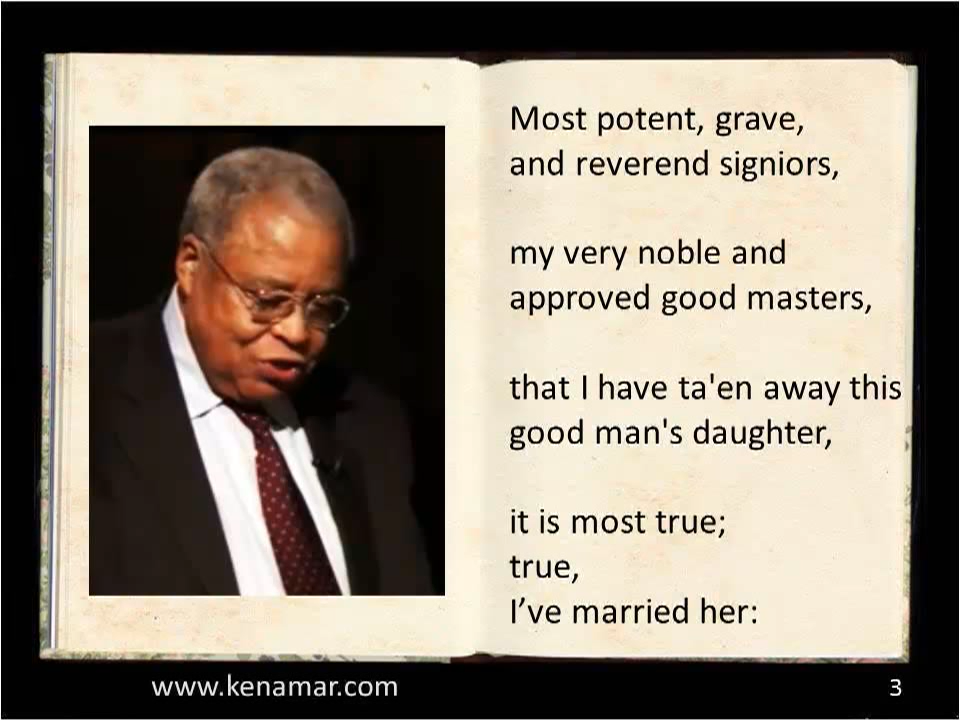 Most potent, grave,
and reverend signiors,
my very noble and
approved good masters,
that I have ta'en away this
good man's daughter,
it is most true;
true,
I’ve married her:
www.kenamar.com
3